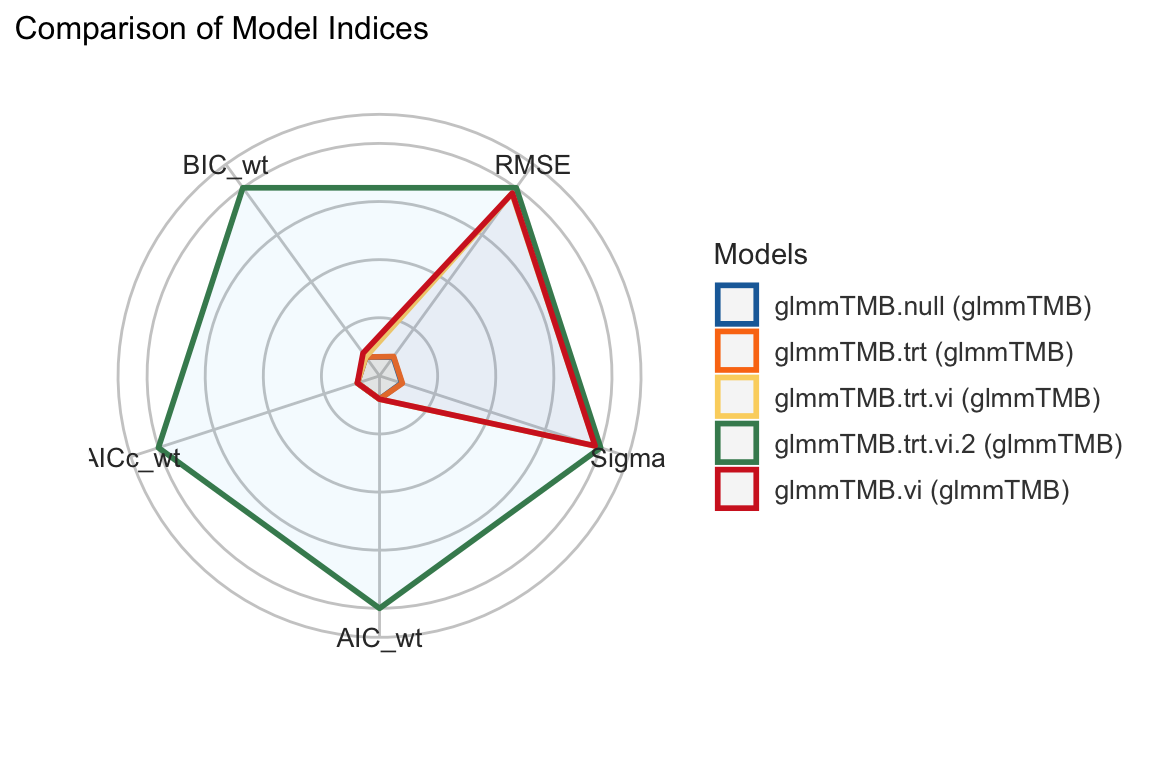 Comparison of Model Indices
BIC_wt
RMSE
AICc_wt
Sigma
AIC_wt
Models
glmmTMB.null (glmmTMB)
glmmTMB.trt (glmmTMB)
glmmTMB.trt.vi (glmmTMB)
glmmTMB.trt.vi.2 (glmmTMB)
glmmTMB.vi (glmmTMB)